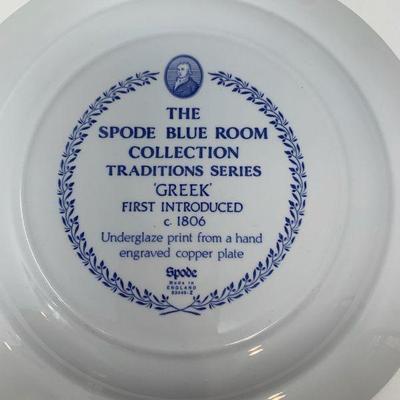 THE
SPODE BLUE ROOM
COLLECTION
TRADITIONS SERIES
'GREEK'
FIRST INTRODUCED
c. 1806
Underglaze print from a hand
engraved copper plate
Spode
Made in
ENGLAND